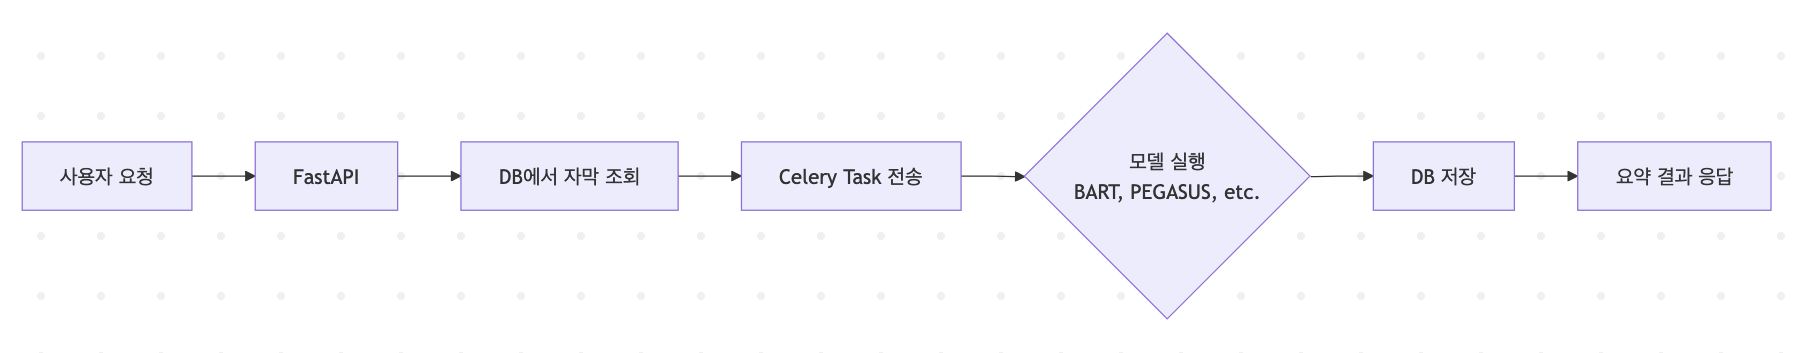 사용자 요청
FastAPI
DB에서 자막 조회
Celery Task 전송
모델 실행
BART, PEGASUS, etc.
DB 저장
요약 결과 응답